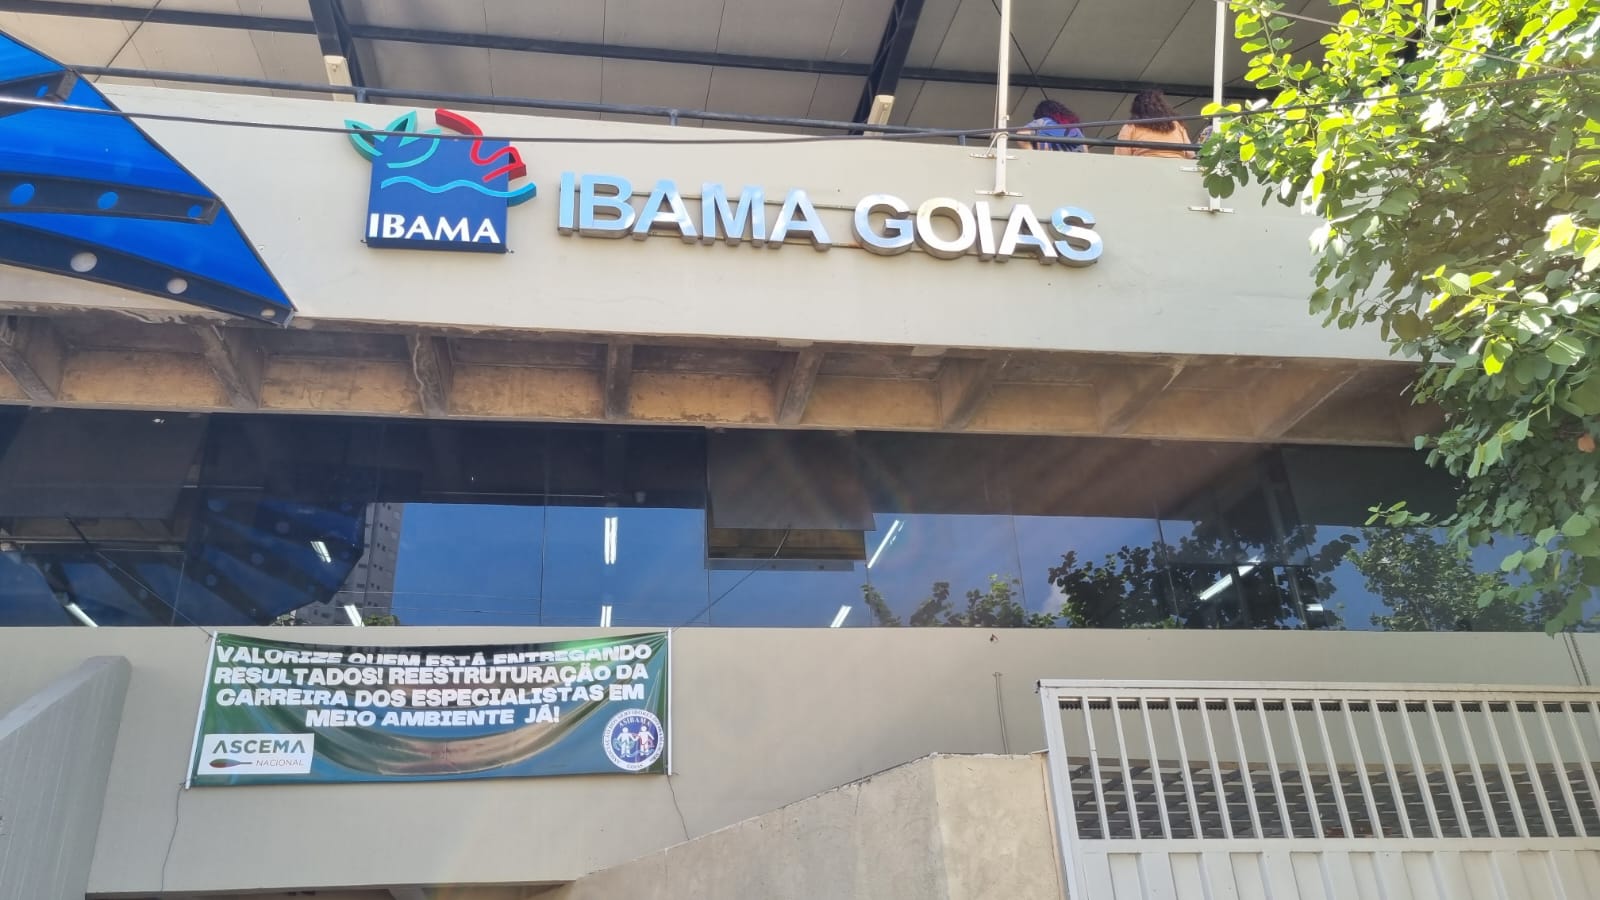 IBAMA
IBAMA GOIAS
VALORIZE QUEM ESTÁ ENTREGANDO
RESULTADOS! REESTRUTURAÇÃO DA
CARREIRA DOS ESPECIALISTAS EM
MEIO AMBIENTE JÁ!
ASCEMA
NACIONAL
ASIBAMA
GOIÁS